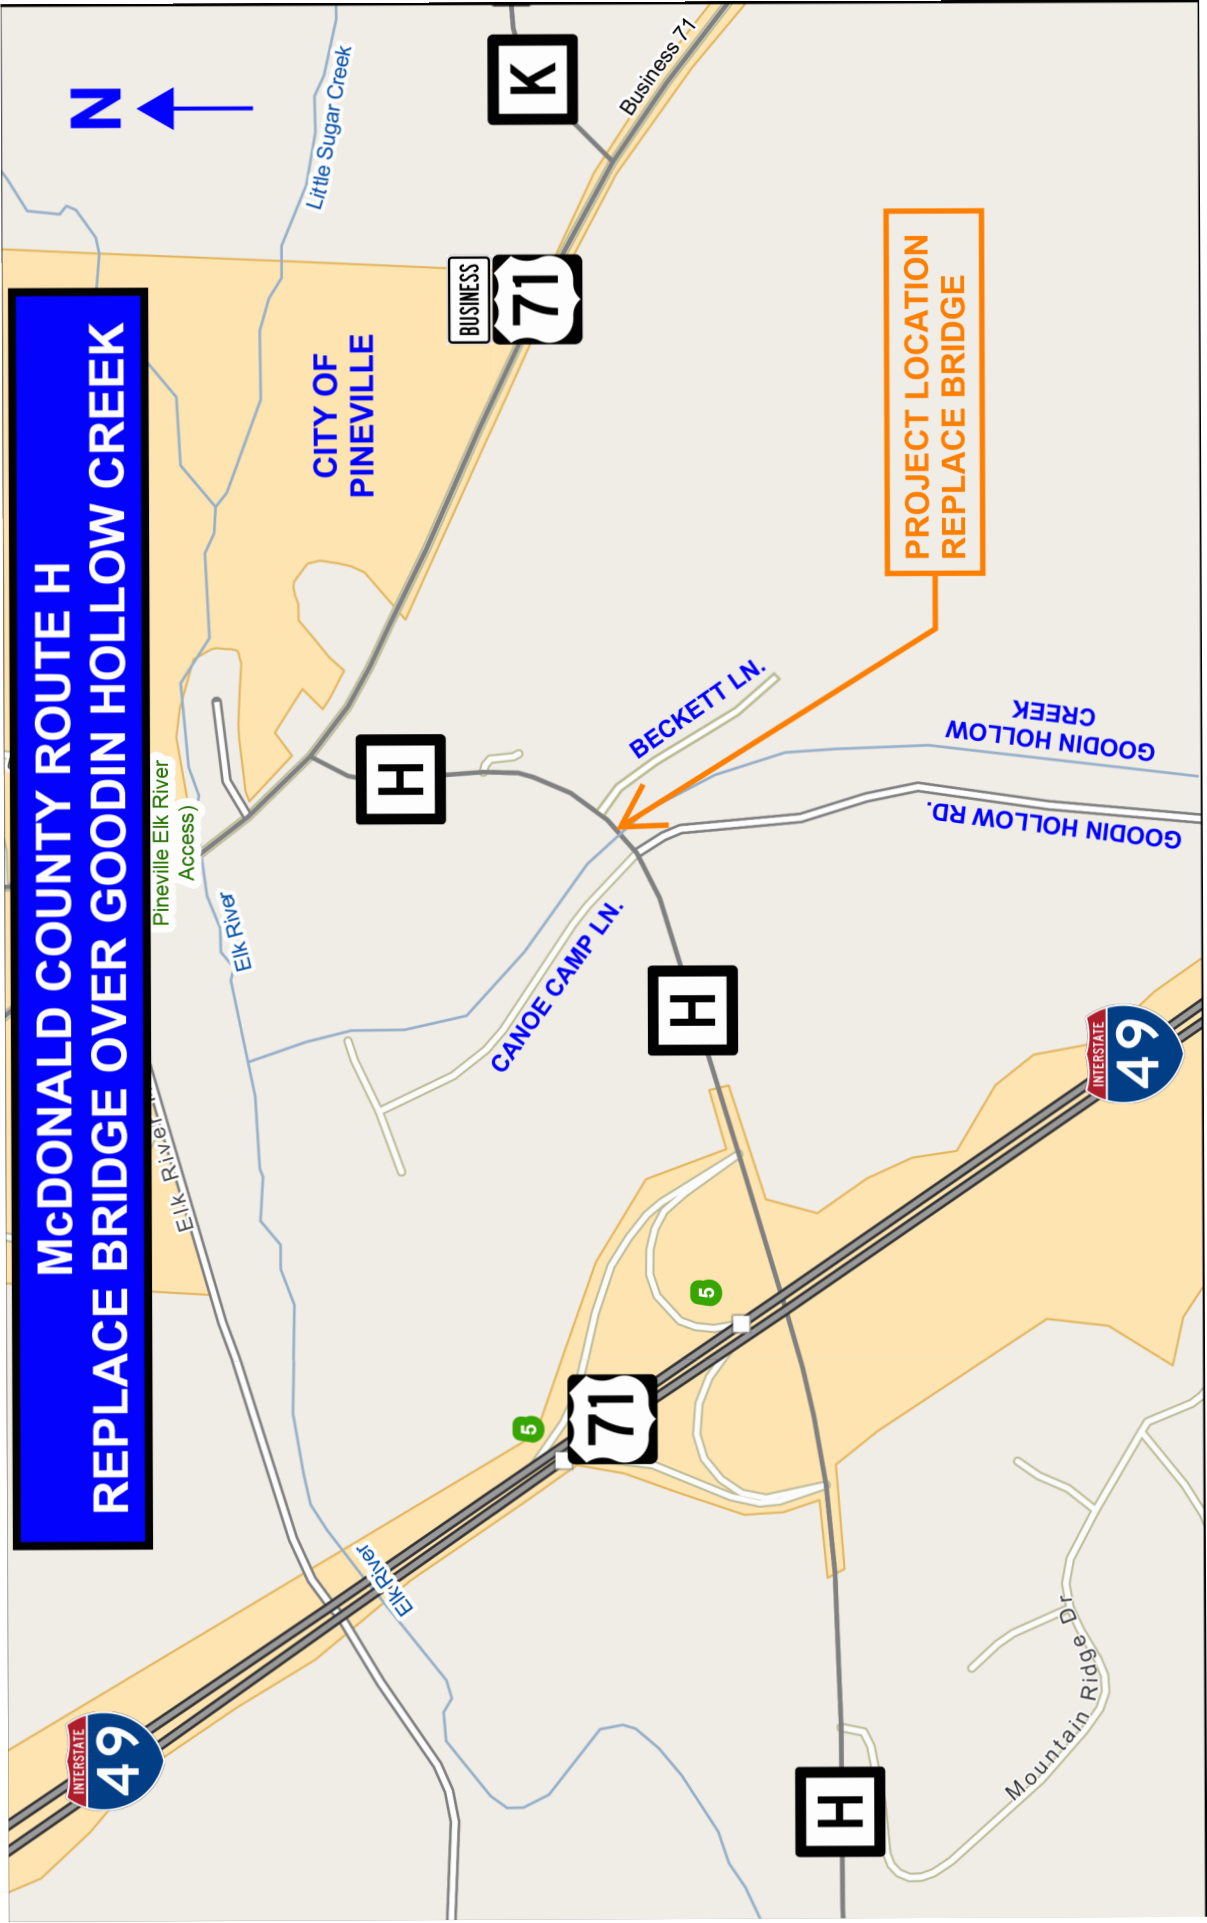 McDONALD COUNTY ROUTE H
REPLACE BRIDGE OVER GOODIN HOLLOW CREEK
N
Little Sugar Creek
K
Business 71
BUSINESS
71
CITY OF
PINEVILLE
PROJECT LOCATION
REPLACE BRIDGE
Pineville Elk River
Access)
H
BECKETT LN.
GOODIN HOLLOW
CREEK
GOODIN HOLLOW RD.
Elk River
CANOE CAMP LN.
H
INTERSTATE
49
Elk River
5
71
5
Elk River
INTERSTATE
49
H
Mountain Ridge Dr